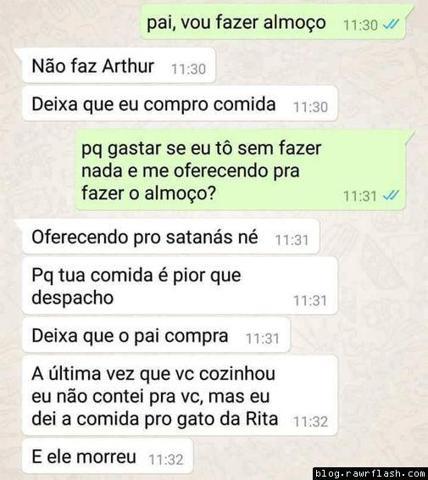 pai, vou fazer almoço 11:30
Não faz Arthur 11:30
Deixa que eu compro comida 11:30
pq gastar se eu tô sem fazer
nada e me oferecendo pra
fazer o almoço? 11:31
Oferecendo pro satanás né 11:31
Pq tua comida é pior que
despacho 11:31
Deixa que o pai compra 11:31
A última vez que vc cozinhou
eu não contei pra vc, mas eu
dei a comida pro gato da Rita 11:32
E ele morreu 11:32
blog.rawrflash.com